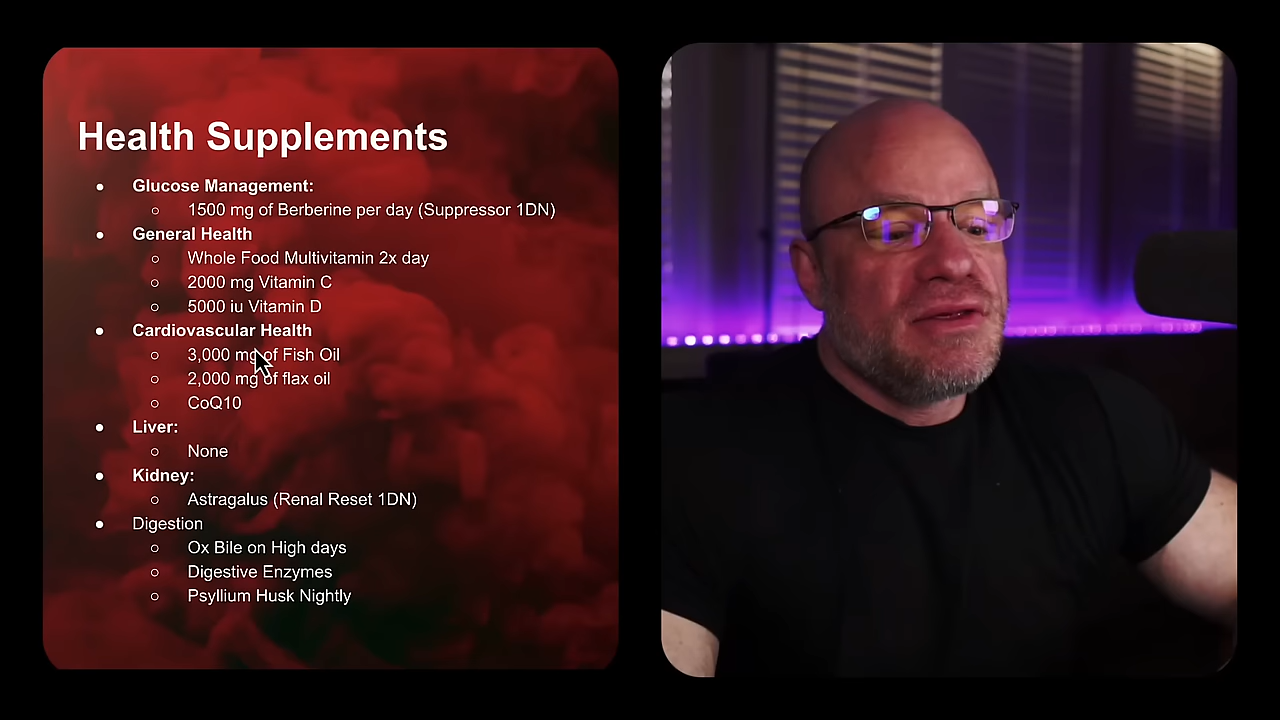 Health Supplements
Glucose Management:
1500 mg of Berberine per day (Suppressor 1DN)
General Health
Whole Food Multivitamin 2x day
2000 mg Vitamin C
5000 iu Vitamin D
Cardiovascular Health
3,000 mg of Fish Oil
2,000 mg of flax oil
CoQ10
Liver:
None
Kidney:
Astragalus (Renal Reset 1DN)
Digestion
Ox Bile on High days
Digestive Enzymes
Psyllium Husk Nightly